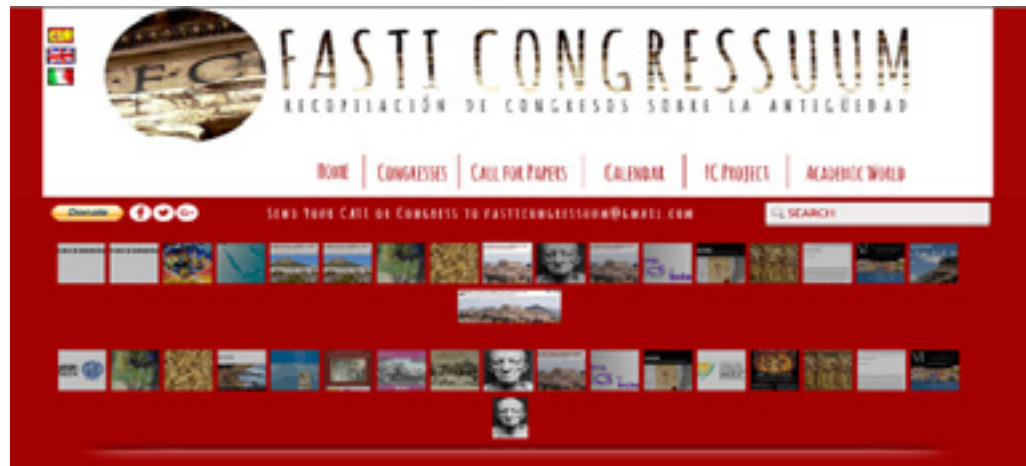 F·C
FASTI CONGRESSUUM
RECOPILACIÓN DE CONGRESOS SOBRE LA ANTIGÜEDAD
HOME CONGRESSES CALL FOR PAPERS CALENDAR FC PROJECT ACADEMIC WORLD
Donate SEND YOUR CALL OR CONGRESS TO FASTICONGRESSUUM@GMAIL.COM SEARCH